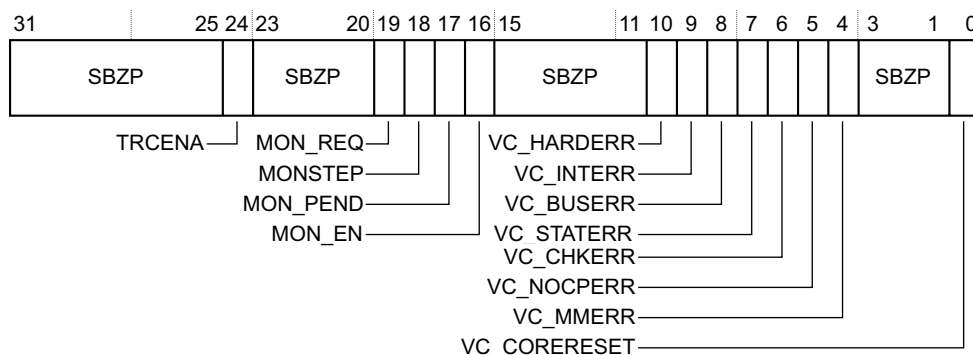 31 25 24 23 20 19 18 17 16 15 11 10 9 8 7 6 5 4 3 1 0
SBZP SBZP SBZP SBZP
TRCENA MON_REQ VC_HARDERR
MONSTEP VC_INTERR
MON_PEND VC_BUSERR
MON_EN VC_STATERR
VC_CHKERR
VC_NOCPERR
VC_MMERR
VC_CORERESET